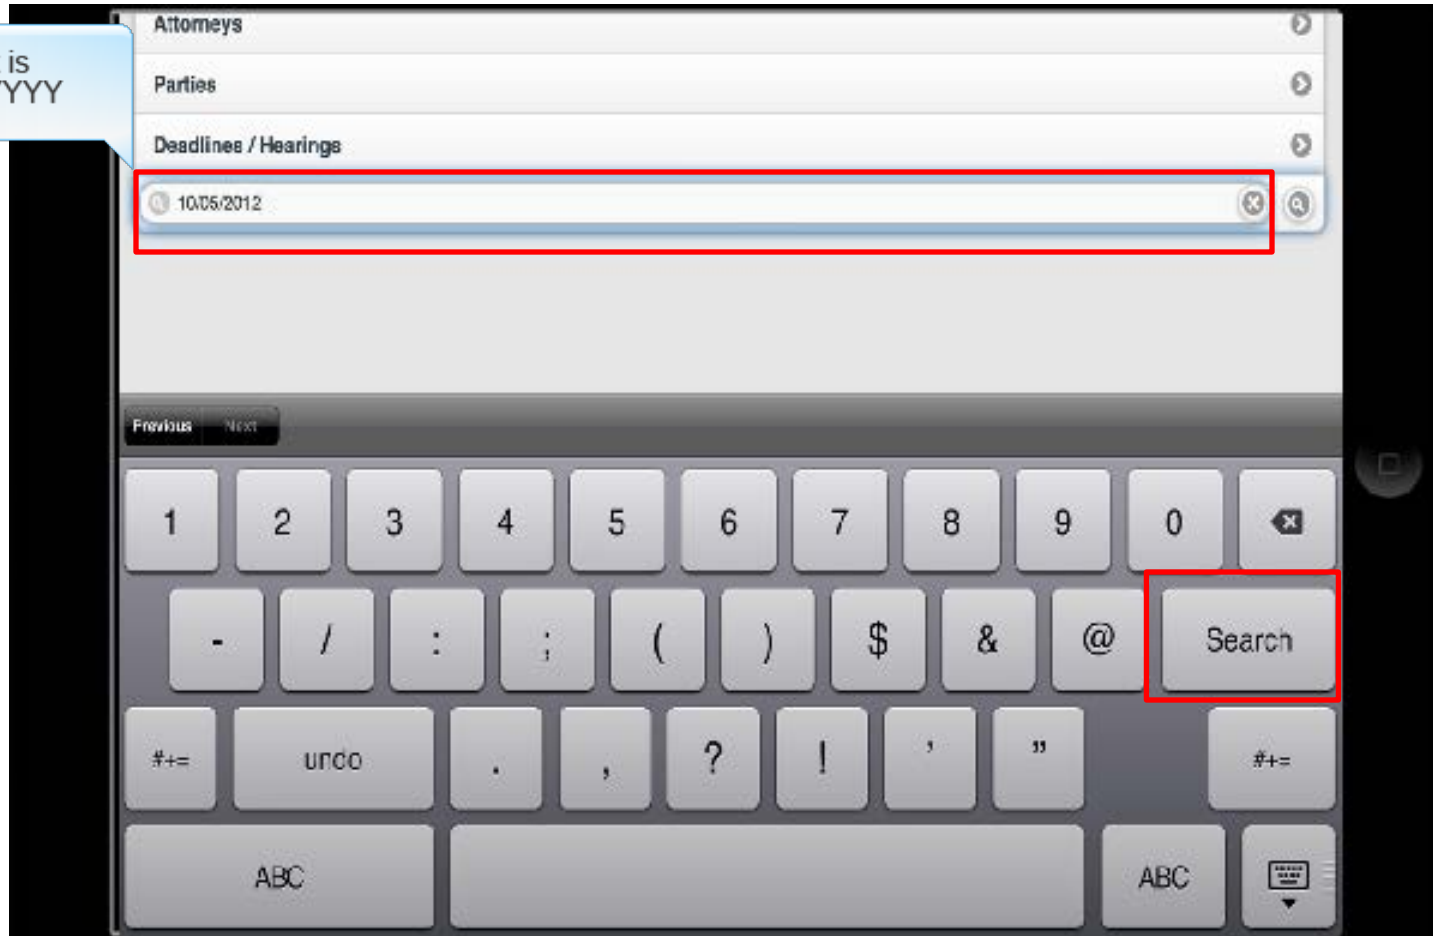 Attorneys
is
YYYY
Parties
Deadlines / Hearings
10/05/2012
Previous Next
1 2 3 4 5 6 7 8 9 0
- / : ; ( ) $ & @ Search
#+= undo . , ? ! ' " #+=
ABC ABC